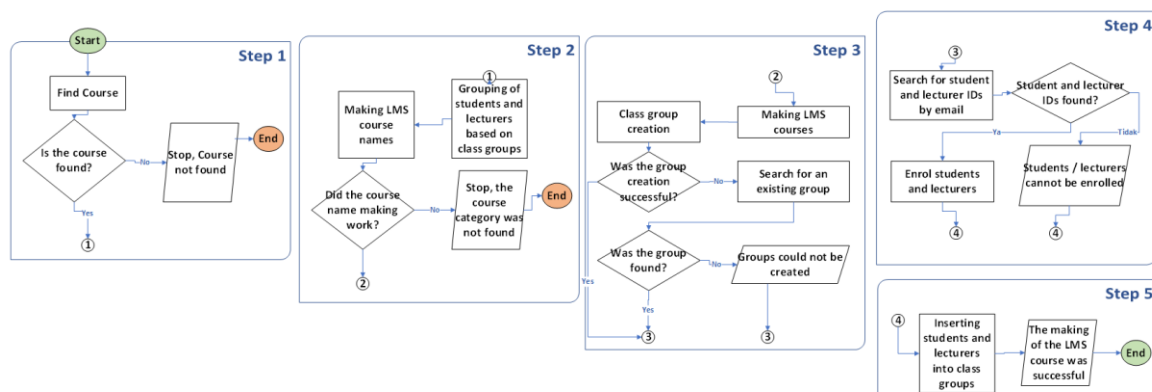 Step 1
Start
Find Course
Is the course
found?
No
Stop, Course
not found
End
Yes
1
Step 2
1
Grouping of
students and
lecturers
based on
class groups
Making LMS
course
names
Did the course
name making
work?
No
Stop, the
course
category was
not found
End
2
Step 3
2
Making LMS
courses
Class group
creation
Was the group
creation
successful?
No
Search for an
existing group
Was the group
found?
No
Groups could not be
created
Yes
Yes
3
3
Step 4
3
Search for student
and lecturer IDs
by email
Student and lecturer
IDs found?
Ya
Tidak
Enrol students
and lecturers
Students / lecturers
cannot be enrolled
4
4
Step 5
4
Inserting
students and
lecturers
into class
groups
The making
of the LMS
course was
successful
End